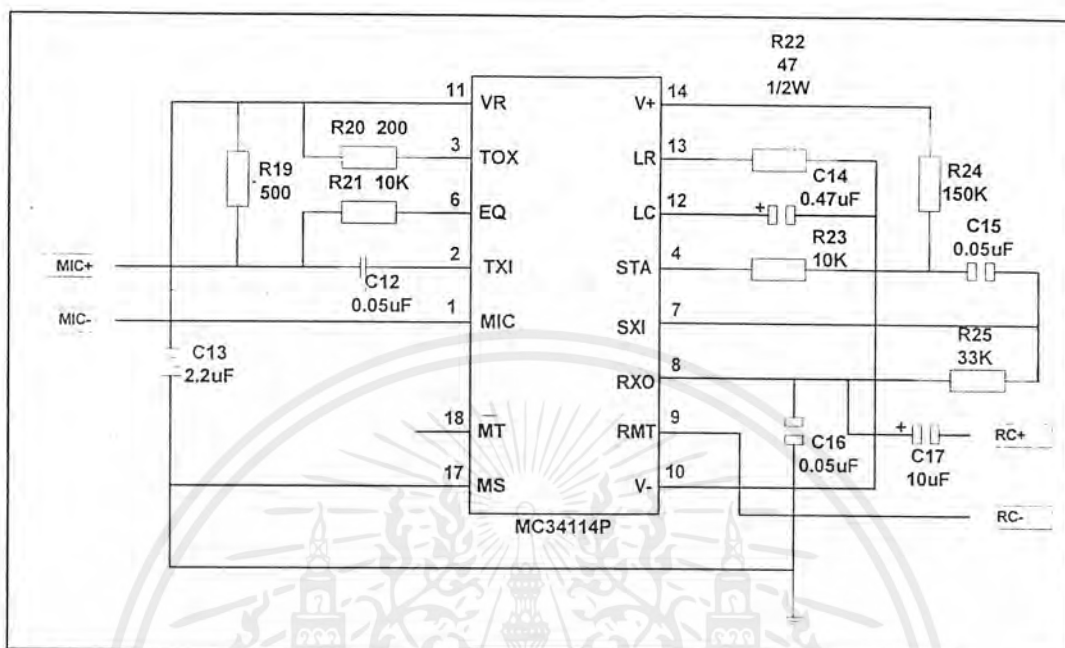 R22
47
1/2W
11 VR V+ 14
R20 200
3 TOX LR 13
R19
500
R21 10K
C14
0.47uF
R24
150K
6 EQ LC 12
+
R23
10K
C15
0.05uF
MIC+
2 TXI STA 4
C12
0.05uF
MIC-
1 MIC SXI 7
C13
2.2uF
R25
33K
RXO 8
18 MT RMT 9
+
C16
0.05uF
C17
10uF
RC+
17 MS V- 10
MC34114P
RC-